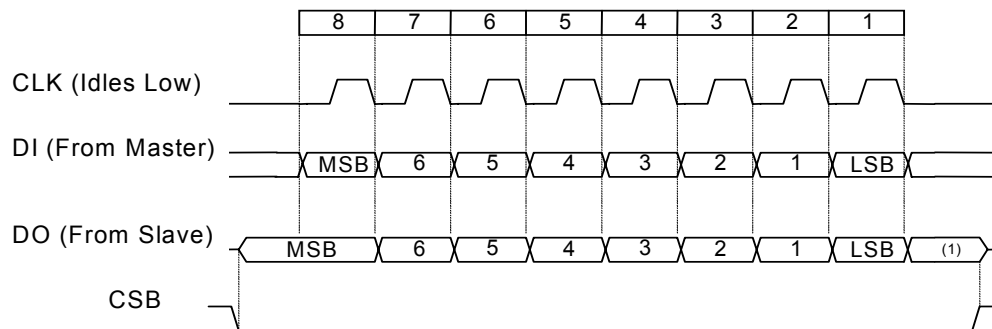 8 7 6 5 4 3 2 1
CLK (Idles Low)
DI (From Master) MSB 6 5 4 3 2 1 LSB
DO (From Slave) MSB 6 5 4 3 2 1 LSB (1)
CSB